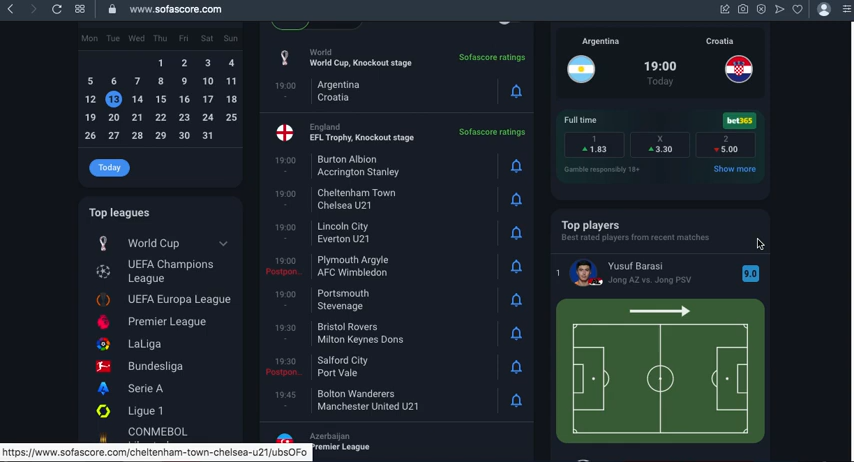 www.sofascore.com
Mon Tue Wed Thu Fri Sat Sun
1 2 3 4
5 6 7 8 9 10 11
12 13 14 15 16 17 18
19 20 21 22 23 24 25
26 27 28 29 30 31
Today
Top leagues
World Cup
UEFA Champions
League
UEFA Europa League
Premier League
LaLiga
Bundesliga
Serie A
Ligue 1
CONMEBOL
https://www.sofascore.com/cheltenham-town-chelsea-u21/ubsOFo
World
World Cup, Knockout stage
Sofascore ratings
19:00 Argentina
- Croatia
England
EFL Trophy, Knockout stage
Sofascore ratings
19:00 Burton Albion
- Accrington Stanley
19:00 Cheltenham Town
- Chelsea U21
19:00 Lincoln City
- Everton U21
19:00 Plymouth Argyle
Postpon.. AFC Wimbledon
19:00 Portsmouth
- Stevenage
19:30 Bristol Rovers
- Milton Keynes Dons
19:30 Salford City
Postpon.. Port Vale
19:45 Bolton Wanderers
- Manchester United U21
Azerbaijan
Premier League
Argentina
Croatia
19:00
Today
Full time
bet365
1 X 2
1.83 3.30 5.00
Gamble responsibly 18+
Show more
Top players
Best rated players from recent matches
1 Yusuf Barasi
Jong AZ vs. Jong PSV
9.0